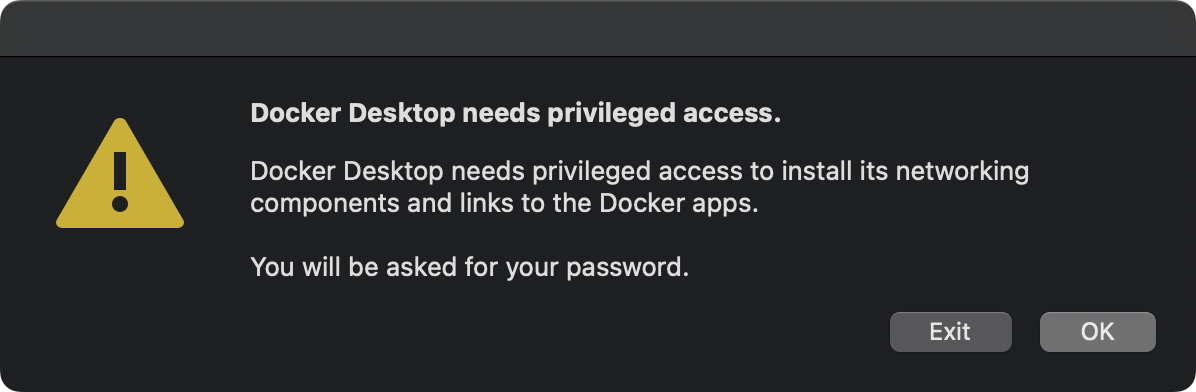 Docker Desktop needs privileged access.
Docker Desktop needs privileged access to install its networking
components and links to the Docker apps.
You will be asked for your password.
Exit
OK